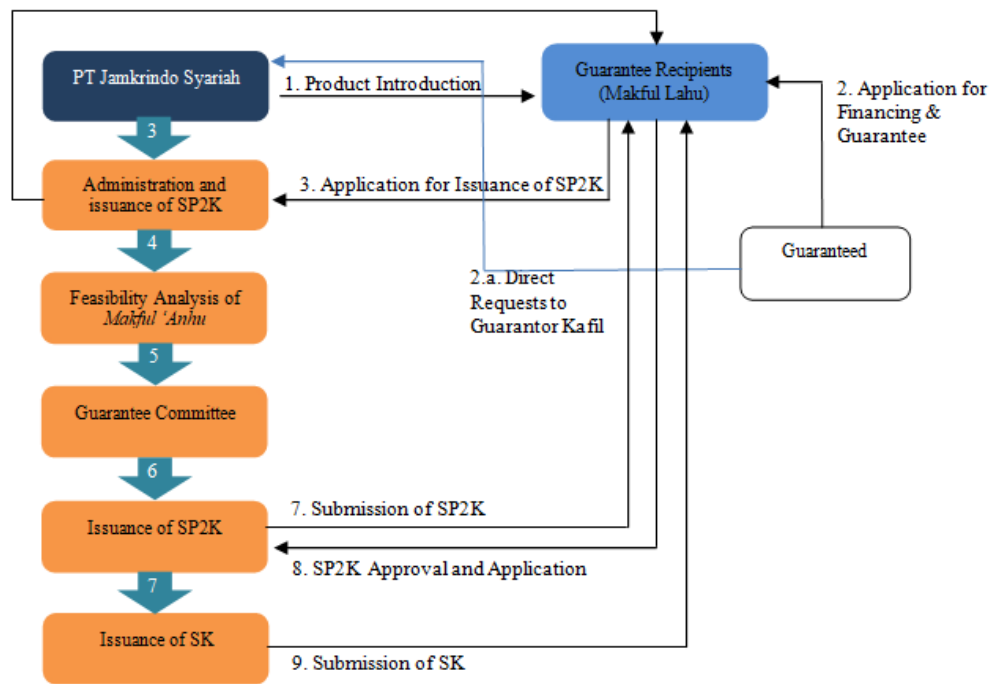 PT Jamkrindo Syariah
1. Product Introduction
Guarantee Recipients
(Makful Lahu)
2. Application for
Financing &
Guarantee
3
Administration and
issuance of SP2K
3. Application for Issuance of SP2K
4
Guaranteed
Feasibility Analysis of
Makful ‘Anhu
2.a. Direct
Requests to
Guarantor Kafil
5
Guarantee Committee
6
Issuance of SP2K
7. Submission of SP2K
8. SP2K Approval and Application
7
Issuance of SK
9. Submission of SK